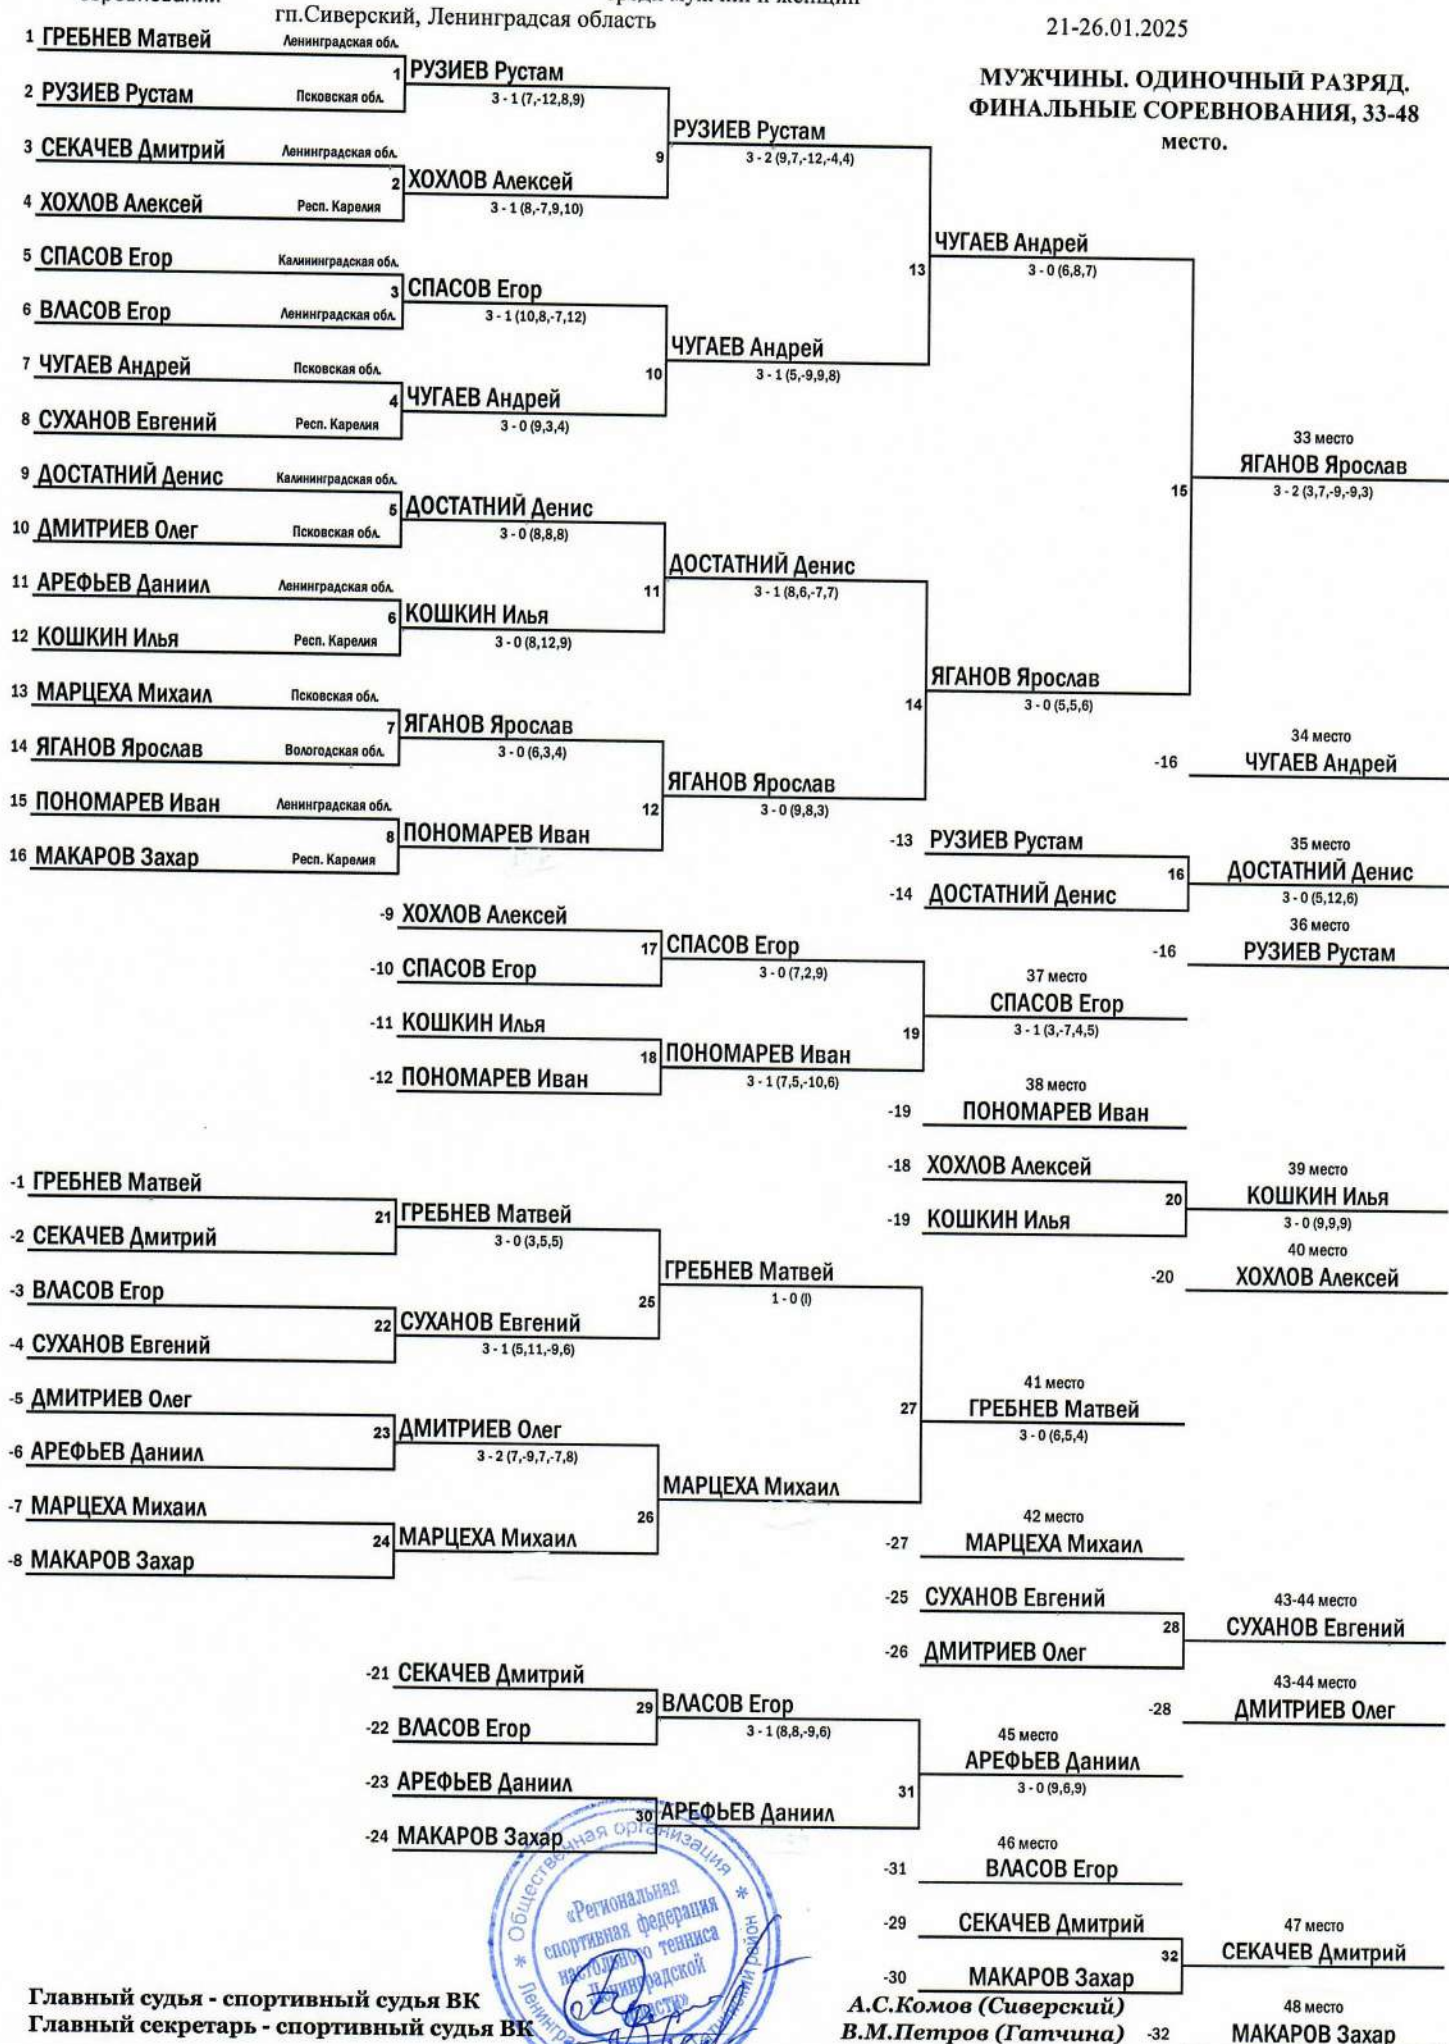 гп.Сиверский, Ленинградсая область
21-26.01.2025
МУЖЧИНЫ. ОДИНОЧНЫЙ РАЗРЯД.
ФИНАЛЬНЫЕ СОРЕВНОВАНИЯ, 33-48
место.
1 ГРЕБНЕВ Матвей Ленинградская обл.
1 РУЗИЕВ Рустам
2 РУЗИЕВ Рустам Псковская обл.
3 - 1 (7,-12,8,9)
9 РУЗИЕВ Рустам
3 - 2 (9,7,-12,-4,4)
3 СЕКАЧЕВ Дмитрий Ленинградская обл.
2 ХОХЛОВ Алексей
4 ХОХЛОВ Алексей Респ. Карелия
3 - 1 (8,-7,9,10)
13 ЧУГАЕВ Андрей
3 - 0 (6,8,7)
5 СПАСОВ Егор Калининградская обл.
3 СПАСОВ Егор
6 ВЛАСОВ Егор Ленинградская обл.
3 - 1 (10,8,-7,12)
10 ЧУГАЕВ Андрей
3 - 1 (5,-9,9,8)
7 ЧУГАЕВ Андрей Псковская обл.
4 ЧУГАЕВ Андрей
8 СУХАНОВ Евгений Респ. Карелия
3 - 0 (9,3,4)
33 место
15 ЯГАНОВ Ярослав
3 - 2 (3,7,-9,-9,3)
9 ДОСТАТНИЙ Денис Калининградская обл.
5 ДОСТАТНИЙ Денис
10 ДМИТРИЕВ Олег Псковская обл.
3 - 0 (8,8,8)
11 ДОСТАТНИЙ Денис
3 - 1 (8,6,-7,7)
11 АРЕФЬЕВ Даниил Ленинградская обл.
6 КОШКИН Илья
12 КОШКИН Илья Респ. Карелия
3 - 0 (8,12,9)
14 ЯГАНОВ Ярослав
3 - 0 (5,5,6)
13 МАРЦЕХА Михаил Псковская обл.
7 ЯГАНОВ Ярослав
14 ЯГАНОВ Ярослав Вологодская обл.
3 - 0 (6,3,4)
34 место
-16 ЧУГАЕВ Андрей
12 ЯГАНОВ Ярослав
3 - 0 (9,8,3)
15 ПОНОМАРЕВ Иван Ленинградская обл.
8 ПОНОМАРЕВ Иван
16 МАКАРОВ Захар Респ. Карелия
-13 РУЗИЕВ Рустам
35 место
16 ДОСТАТНИЙ Денис
-14 ДОСТАТНИЙ Денис
3 - 0 (5,12,6)
36 место
-16 РУЗИЕВ Рустам
-9 ХОХЛОВ Алексей
17 СПАСОВ Егор
-10 СПАСОВ Егор
3 - 0 (7,2,9)
37 место
19 СПАСОВ Егор
3 - 1 (3,-7,4,5)
-11 КОШКИН Илья
18 ПОНОМАРЕВ Иван
-12 ПОНОМАРЕВ Иван
3 - 1 (7,5,-10,6)
38 место
-19 ПОНОМАРЕВ Иван
-18 ХОХЛОВ Алексей
39 место
20 КОШКИН Илья
-19 КОШКИН Илья
3 - 0 (9,9,9)
40 место
-20 ХОХЛОВ Алексей
-1 ГРЕБНЕВ Матвей
21 ГРЕБНЕВ Матвей
-2 СЕКАЧЕВ Дмитрий
3 - 0 (3,5,5)
25 ГРЕБНЕВ Матвей
1 - 0 (I)
-3 ВЛАСОВ Егор
22 СУХАНОВ Евгений
-4 СУХАНОВ Евгений
3 - 1 (5,11,-9,6)
41 место
27 ГРЕБНЕВ Матвей
3 - 0 (6,5,4)
-5 ДМИТРИЕВ Олег
23 ДМИТРИЕВ Олег
-6 АРЕФЬЕВ Даниил
3 - 2 (7,-9,7,-7,8)
26 МАРЦЕХА Михаил
-7 МАРЦЕХА Михаил
24 МАРЦЕХА Михаил
-8 МАКАРОВ Захар
42 место
-27 МАРЦЕХА Михаил
-25 СУХАНОВ Евгений
43-44 место
28 СУХАНОВ Евгений
-26 ДМИТРИЕВ Олег
43-44 место
-28 ДМИТРИЕВ Олег
-21 СЕКАЧЕВ Дмитрий
29 ВЛАСОВ Егор
-22 ВЛАСОВ Егор
3 - 1 (8,8,-9,6)
45 место
31 АРЕФЬЕВ Даниил
3 - 0 (9,6,9)
-23 АРЕФЬЕВ Даниил
30 АРЕФЬЕВ Даниил
-24 МАКАРОВ Захар
46 место
-31 ВЛАСОВ Егор
-29 СЕКАЧЕВ Дмитрий
47 место
32 СЕКАЧЕВ Дмитрий
-30 МАКАРОВ Захар
48 место
-32 МАКАРОВ Захар
Общественная организация
«Региональная
спортивная федерация
настольного тенниса
Ленинградской
Главный судья - спортивный судья ВК А.С.Комов (Сиверский)
Главный секретарь - спортивный судья ВК В.М.Петров (Гатчина)